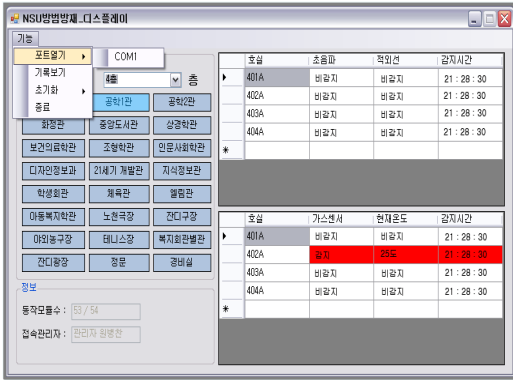 NSU방범방재_디스플레이
기능
포트열기 COM1
기록보기
초기화
종료
4층 층
공학1관 공학2관
화정관 중앙도서관 상경학관
보건의료학관 조형학관 인문사회학관
디자인정보관 21세기 개발관 지식정보관
학생회관 체육관 멀림관
아동복지학관 노천극장 잔디구장
야외농구장 테니스장 복지회관별관
잔디광장 정문 경비실
정보
동작모듈수 : 53 / 54
접속관리자 : 관리자 원병찬
호실 초음파 적외선 감지시간
401A 비감지 비감지 21 : 28 : 30
402A 비감지 비감지 21 : 28 : 30
403A 비감지 비감지 21 : 28 : 30
404A 비감지 비감지 21 : 28 : 30
호실 가스센서 현재온도 감지시간
401A 비감지 비감지 21 : 28 : 30
402A 감지 25도 21 : 28 : 30
403A 비감지 비감지 21 : 28 : 30
404A 비감지 비감지 21 : 28 : 30